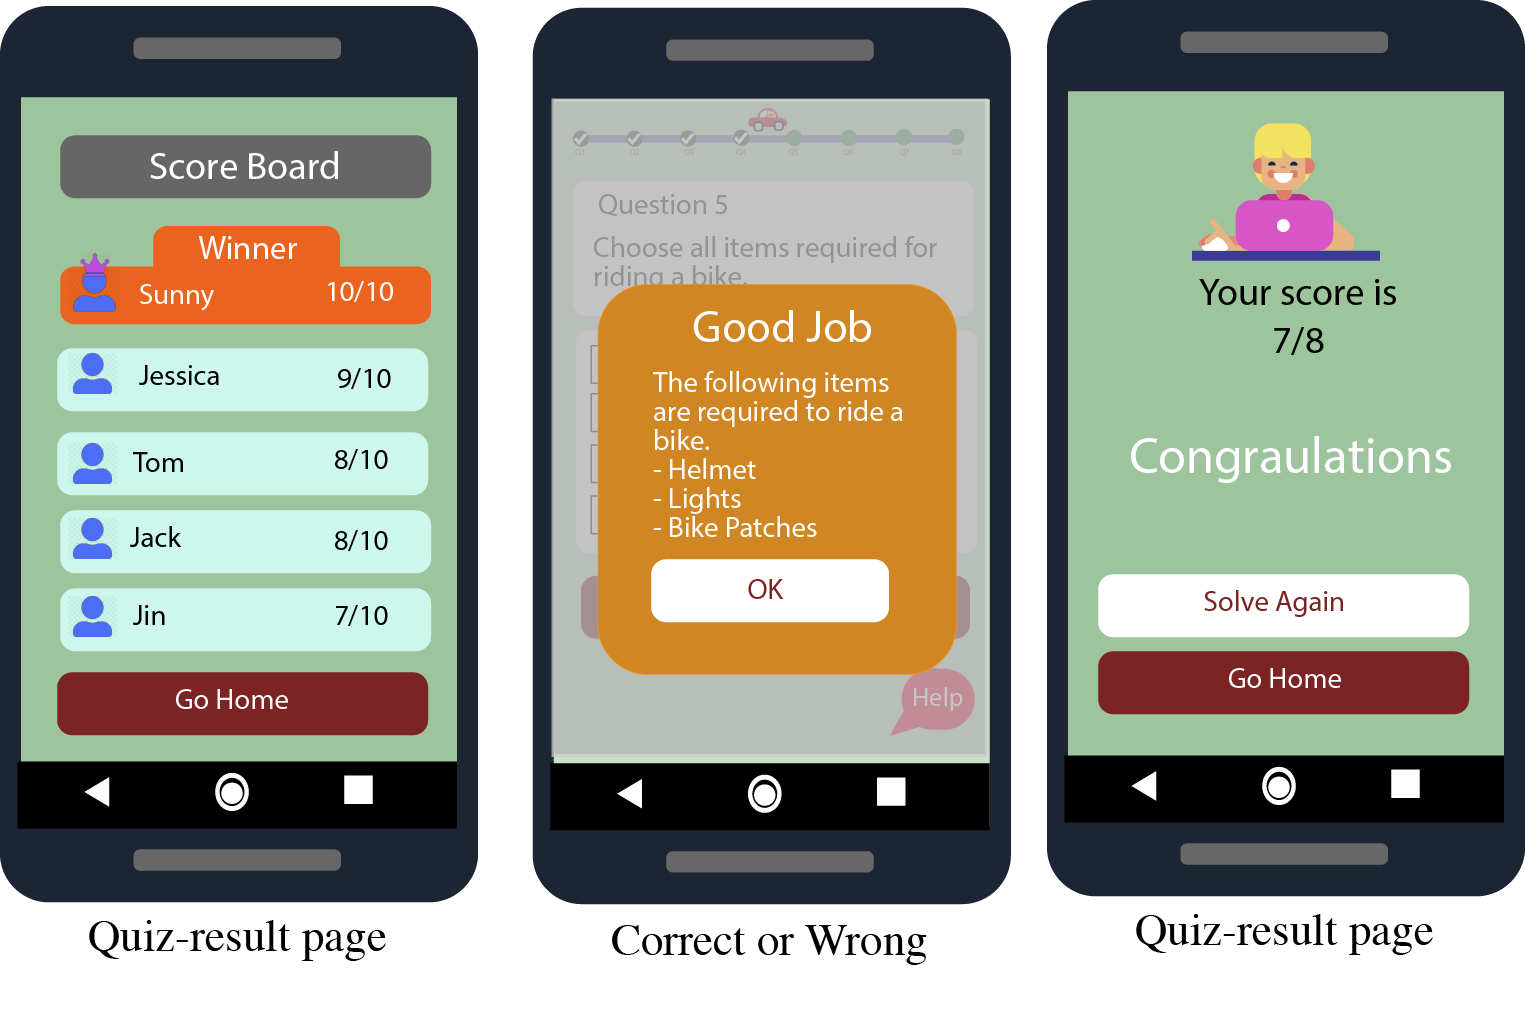 Score Board
Winner
Sunny 10/10
Jessica 9/10
Tom 8/10
Jack 8/10
Jin 7/10
Go Home
Quiz-result page
Q1 Q2 Q3 Q4 Q5 Q6 Q7 Q8
Question 5
Choose all items required for
riding a bike.
Good Job
The following items
are required to ride a
bike.
- Helmet
- Lights
- Bike Patches
OK
Help
Correct or Wrong
Your score is
7/8
Congraulations
Solve Again
Go Home
Quiz-result page